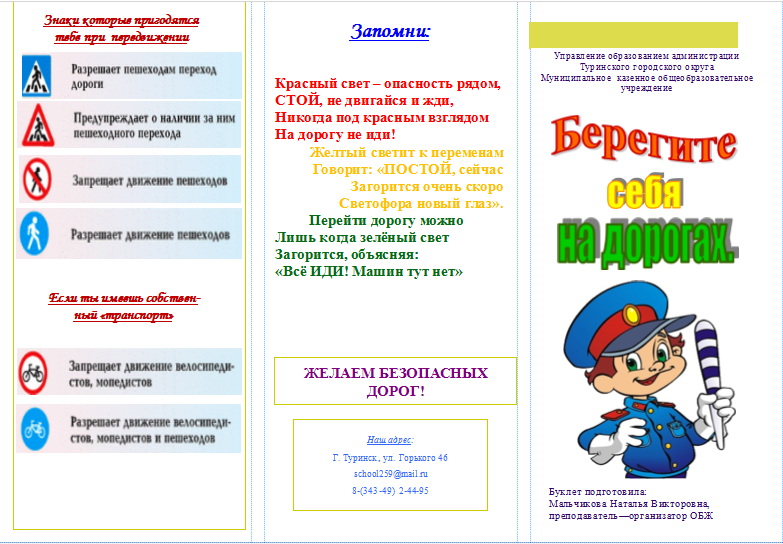 Знаки которые пригодятся
тебе при передвижении
Разрешает пешеходам переход
дороги
Предупреждает о наличии за ним
пешеходного перехода
Запрещает движение пешеходов
Разрешает движение пешеходов
Если ты имеешь собствен-
ный «транспорт»
Запрещает движение велосипеди-
стов, мопедистов
Разрешает движение велосипеди-
стов, мопедистов и пешеходов
Запомни:
Красный свет – опасность рядом,
СТОЙ, не двигайся и жди,
Никогда под красным взглядом
На дорогу не иди!
Желтый светит к переменам
Говорит: «ПОСТОЙ, сейчас
Загорится очень скоро
Светофора новый глаз».
Перейти дорогу можно
Лишь когда зелёный свет
Загорится, объясняя:
«Всё ИДИ! Машин тут нет»
ЖЕЛАЕМ БЕЗОПАСНЫХ
ДОРОГ!
Наш адрес:
Г. Туринск, ул. Горького 46
school259@mail.ru
8-(343-49) 2-44-95
Управление образованием администрации
Туринского городского округа
Муниципальное казенное общеобразовательное
учреждение
Берегите
себя
на дорогах.
Буклет подготовила:
Мальчикова Наталья Викторовна,
преподаватель—организатор ОБЖ